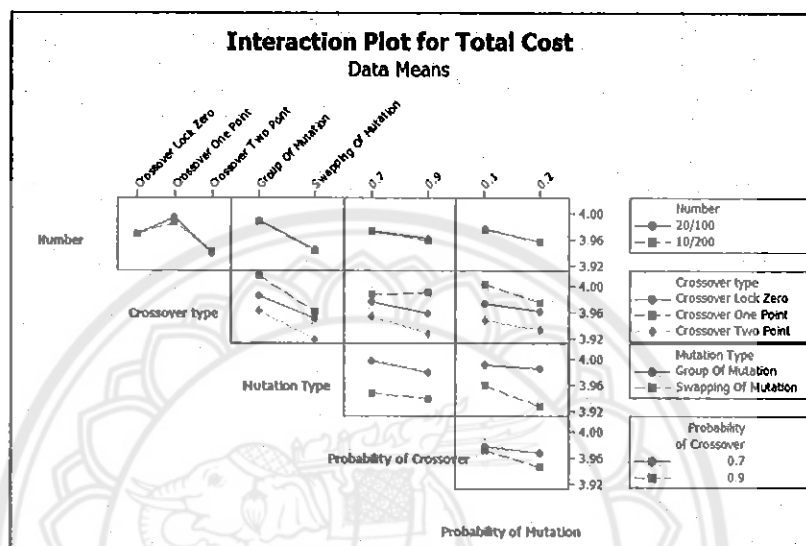 Interaction Plot for Total Cost
Data Means
Crossover Lock Zero
Crossover One Point
Crossover Two Point
Group Of Mutation
Swapping Of Mutation
0.7
0.9
0.1
0.2
Number
4.00
3.96
3.92
Number
20/100
10/200
Crossover type
4.00
3.96
3.92
Crossover type
Crossover Lock Zero
Crossover One Point
Crossover Two Point
Mutation Type
4.00
3.96
3.92
Mutation Type
Group Of Mutation
Swapping Of Mutation
Probability of Crossover
4.00
3.96
3.92
Probability
of Crossover
0.7
0.9
Probability of Mutation